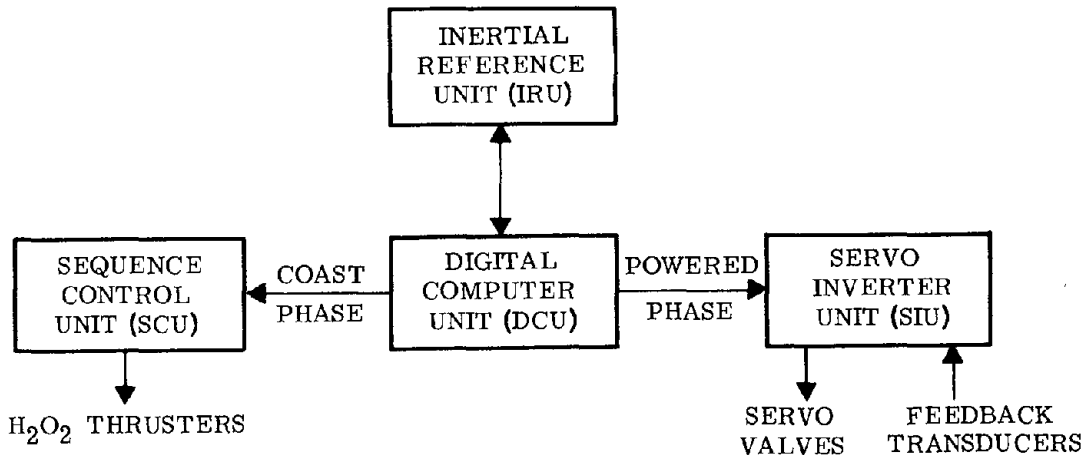 INERTIAL
REFERENCE
UNIT (IRU)
SEQUENCE
CONTROL
UNIT (SCU)
COAST
PHASE
DIGITAL
COMPUTER
UNIT (DCU)
POWERED
PHASE
SERVO
INVERTER
UNIT (SIU)
H₂O₂ THRUSTERS
SERVO
VALVES
FEEDBACK
TRANSDUCERS